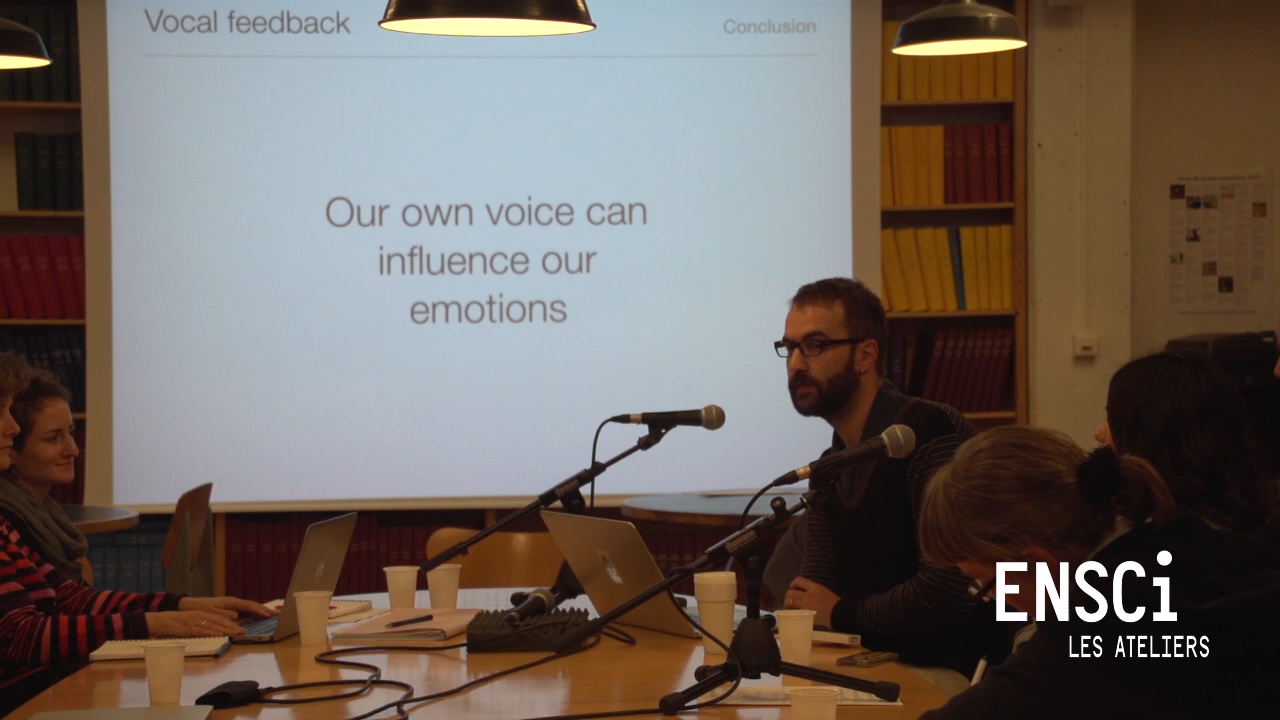 Vocal feedback
Conclusion
Our own voice can
influence our
emotions
ENSCi
LES ATELIERS